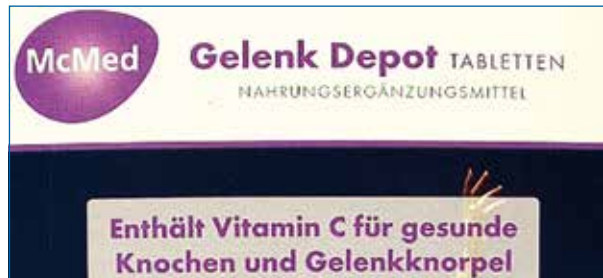 McMed
Gelenk Depot TABLETTEN
NAHRUNGSERGÄNZUNGSMITTEL
Enthält Vitamin C für gesunde
Knochen und Gelenkknorpel